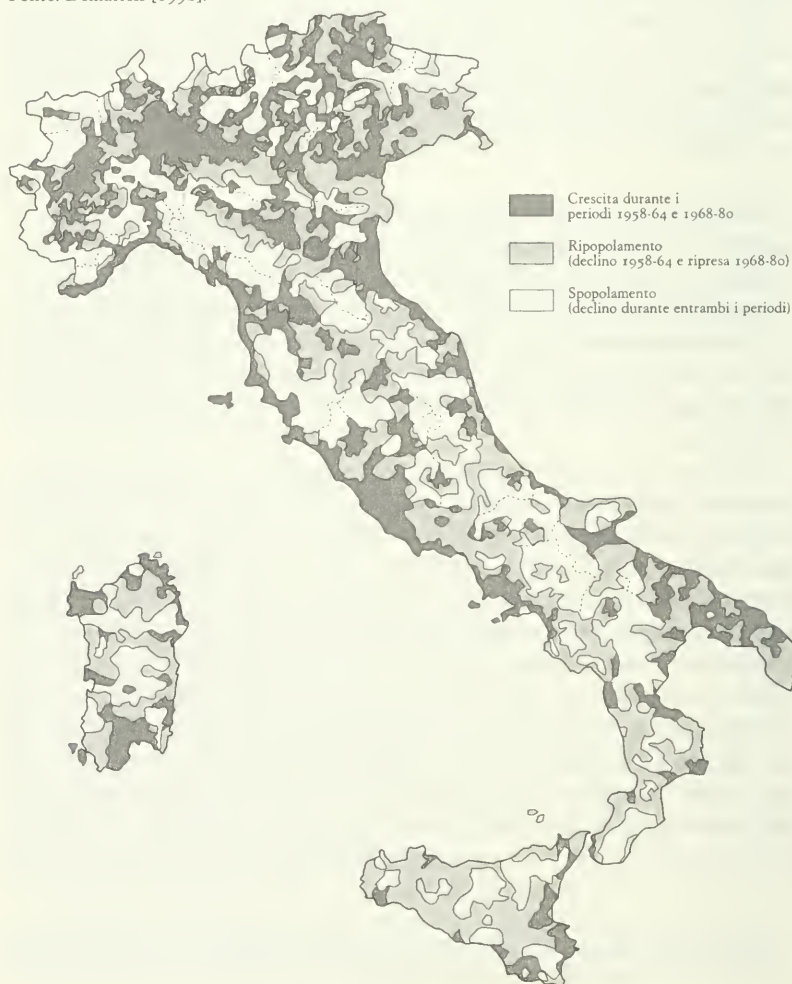 Crescita durante i
periodi 1958-64 e 1968-80
Ripopolamento
(declino 1958-64 e ripresa 1968-80)
Spopolamento
(declino durante entrambi i periodi)